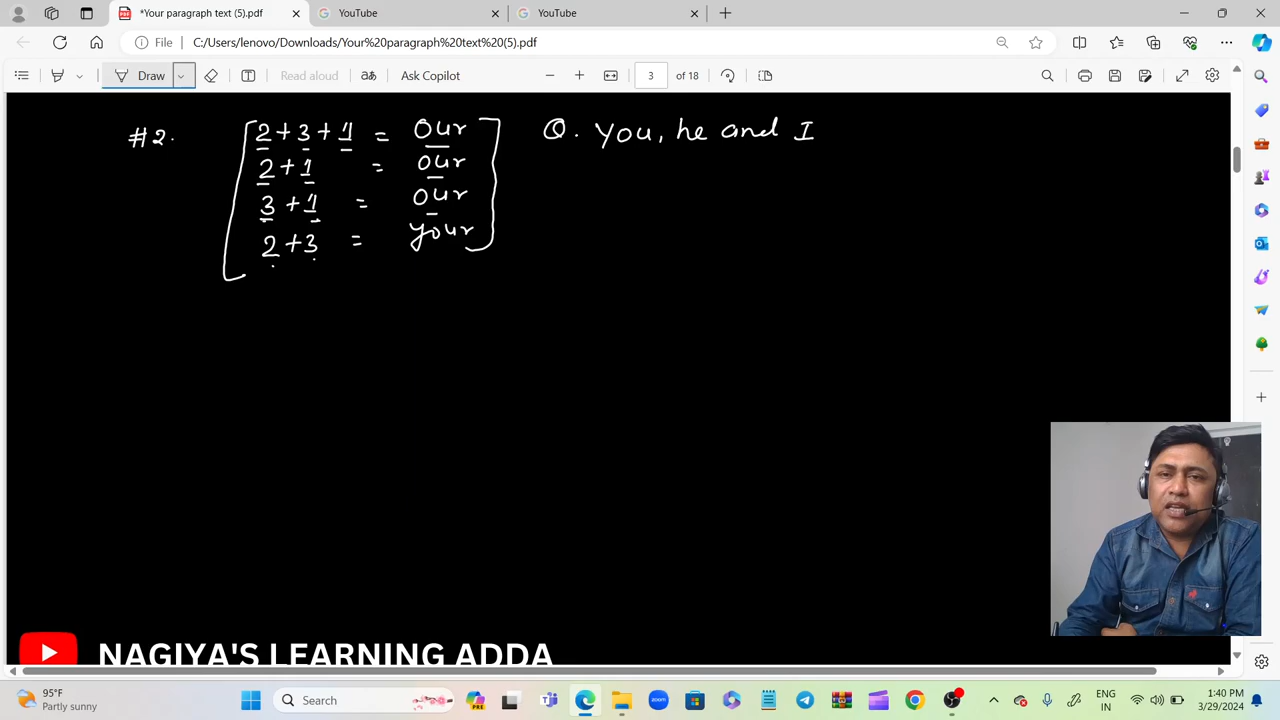 *Your paragraph text (5).pdf
YouTube
YouTube
File
C:/Users/lenovo/Downloads/Your%20paragraph%20text%20(5).pdf
Draw
Read aloud
Ask Copilot
3 of 18
#2. 2+3+1 = Our
2+1 = our
3+1 = Our
2+3 = your
Q. You, he and I
NAGIYA'S LEARNING ADDA
95°F
Partly sunny
Search
ENG
IN
1:40 PM
3/29/2024